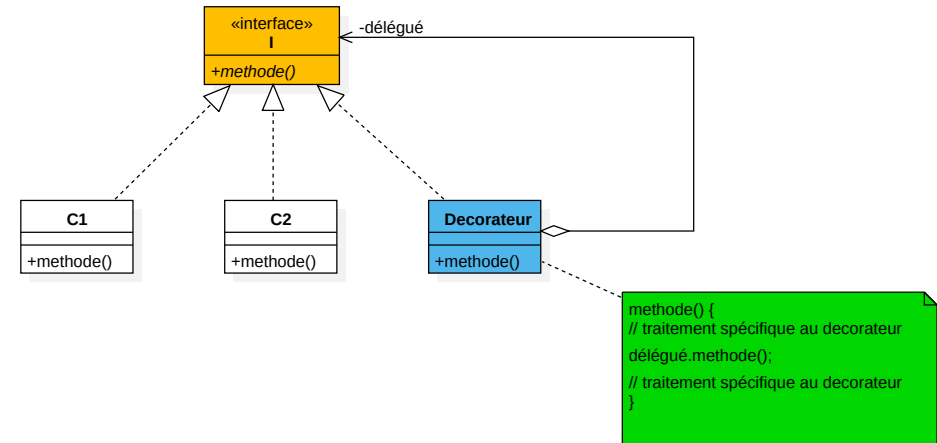 «interface»
I
+methode()
-délégué
C1
+methode()
C2
+methode()
Decorateur
+methode()
methode() {
// traitement spécifique au decorateur
délégué.methode();
// traitement spécifique au decorateur
}